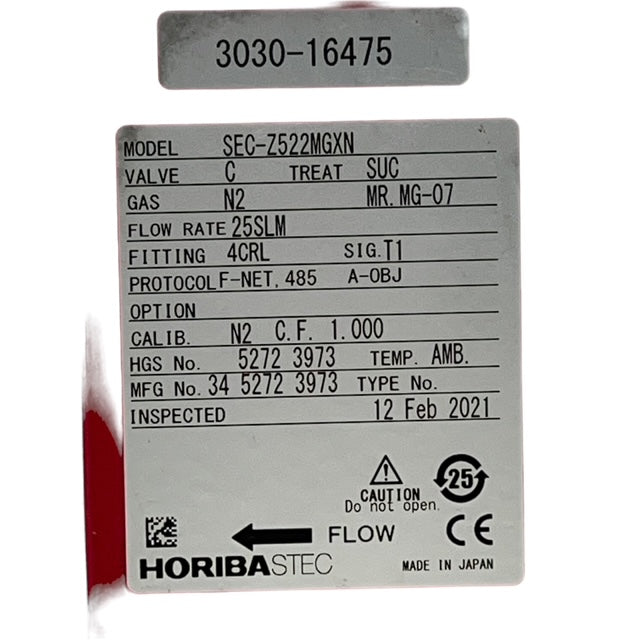 3030-16475
MODEL SEC-Z522MGXN
VALVE C TREAT SUC
GAS N2 MR.MG-07
FLOW RATE 25SLM
FITTING 4CRL SIG.T1
PROTOCOL F-NET,485 A-OBJ
OPTION
CALIB. N2 C.F. 1.000
HGS No. 5272 3973 TEMP. AMB.
MFG No. 34 5272 3973 TYPE No.
INSPECTED 12 Feb 2021
25
CAUTION
Do not open.
FLOW CE
HORIBASTEC MADE IN JAPAN